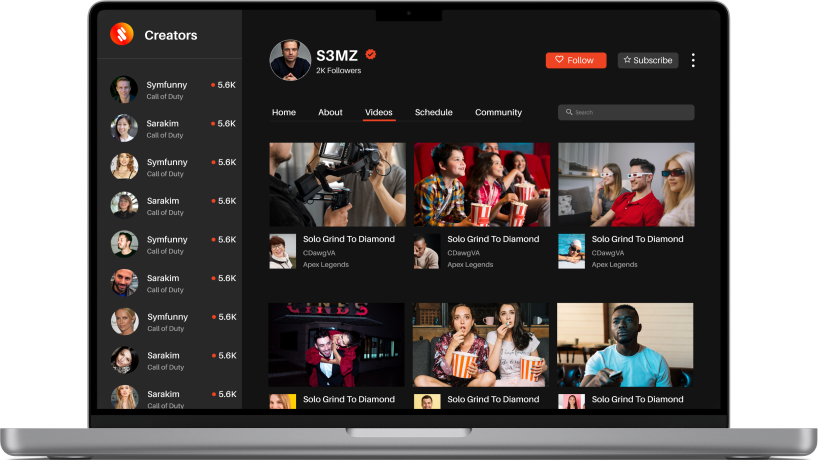 Creators
Symfunny 5.6K
Call of Duty
Sarakim 5.6K
Call of Duty
Symfunny 5.6K
Call of Duty
Sarakim 5.6K
Call of Duty
Symfunny 5.6K
Call of Duty
Sarakim 5.6K
Call of Duty
Symfunny 5.6K
Call of Duty
Sarakim 5.6K
Call of Duty
Sarakim 5.6K
Call of Duty
S3MZ
2K Followers
Follow
Subscribe
Home About Videos Schedule Community
Search
Solo Grind To Diamond
CDawgVA
Apex Legends
Solo Grind To Diamond
CDawgVA
Apex Legends
Solo Grind To Diamond
CDawgVA
Apex Legends
Solo Grind To Diamond
Solo Grind To Diamond
Solo Grind To Diamond